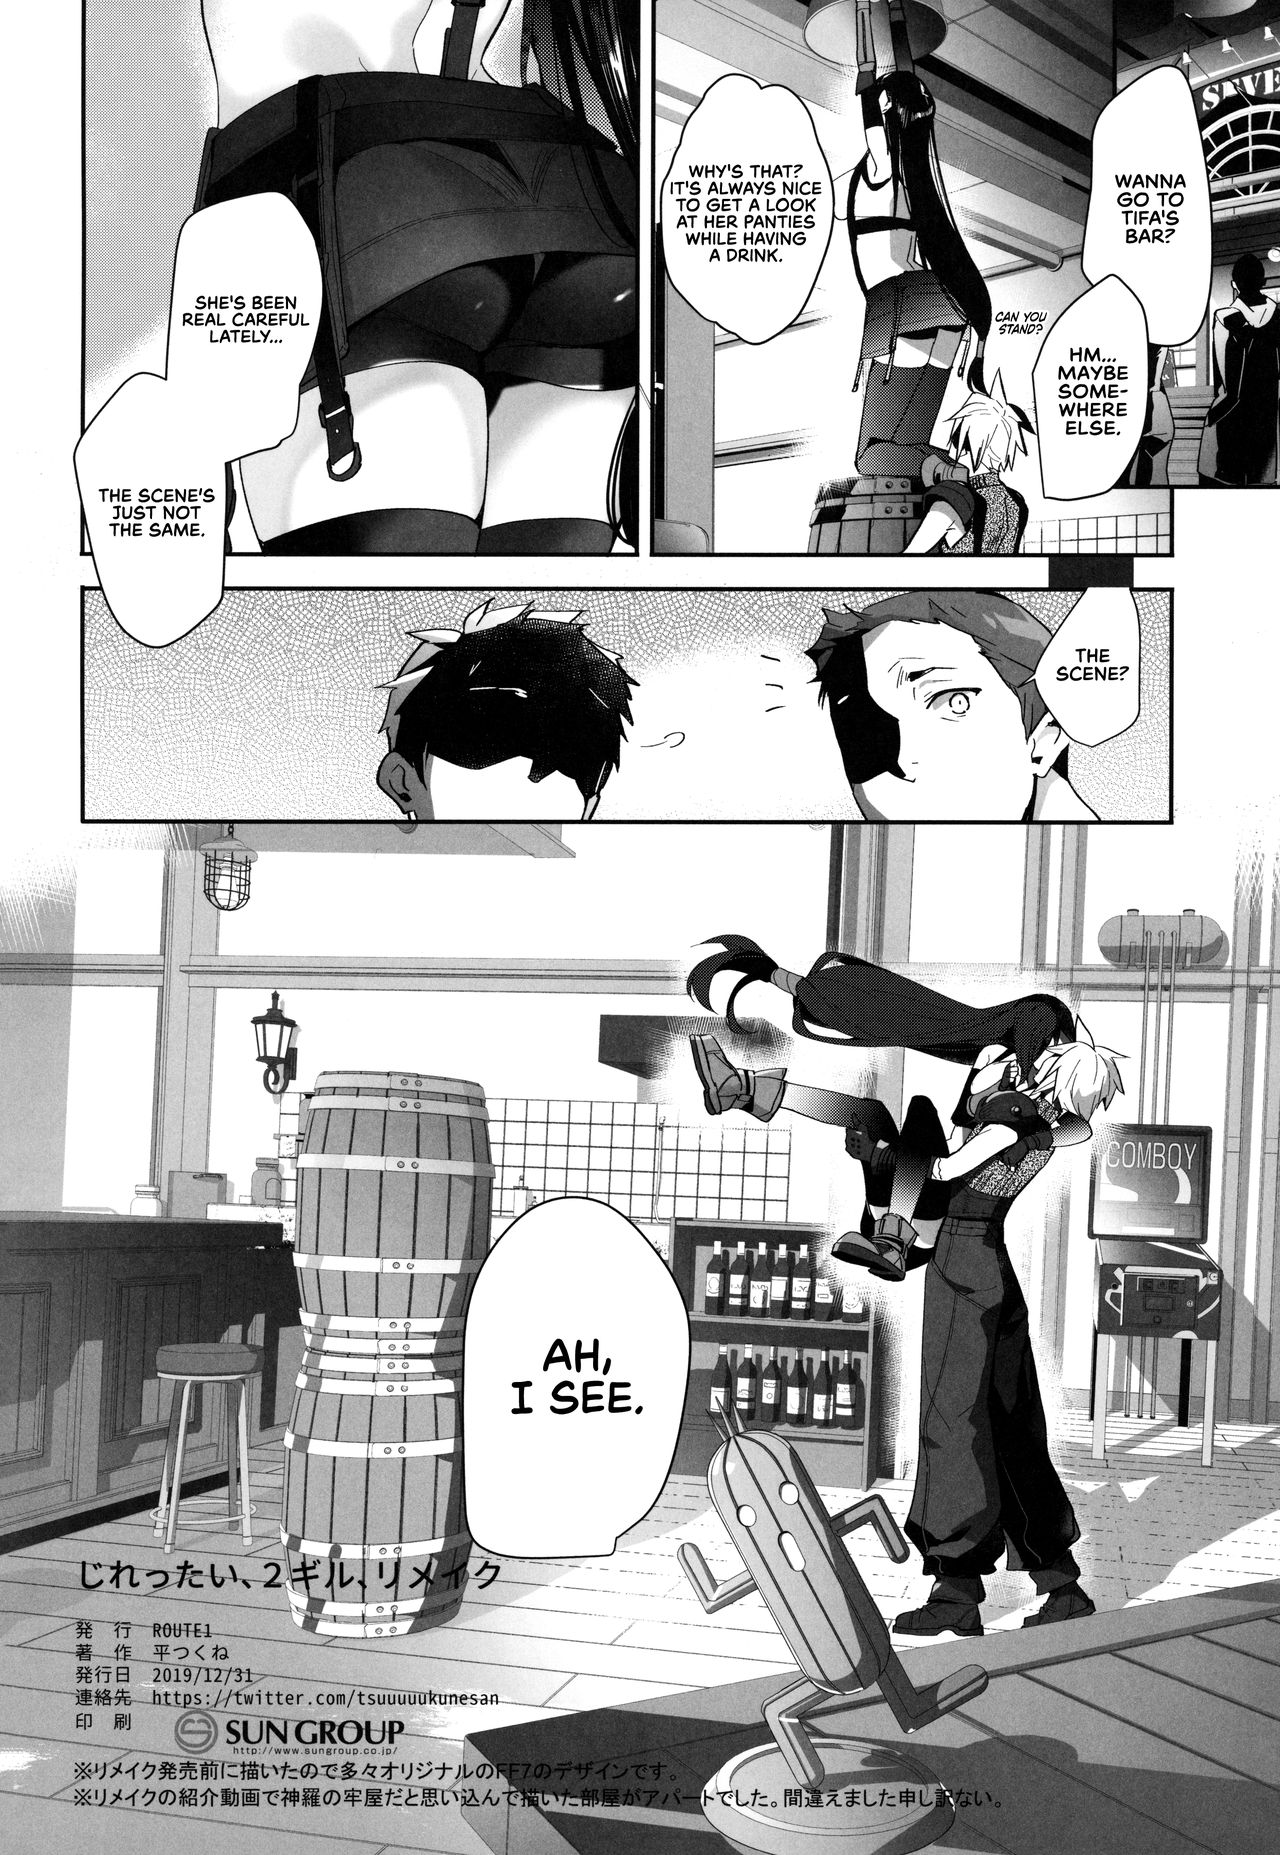 SNVE
WANNA
GO TO
TIFA'S
BAR?
HM...
MAYBE
SOME-
WHERE
ELSE.
CAN YOU
STAND?
WHY'S THAT?
IT'S ALWAYS NICE
TO GET A LOOK
AT HER PANTIES
WHILE HAVING
A DRINK.
SHE'S BEEN
REAL CAREFUL
LATELY...
THE SCENE'S
JUST NOT
THE SAME.
THE
SCENE?
COMBOY
AH,
I SEE.
じれったい、2ギル、リメイク
発 行 ROUTE1
著 作 平つくね
発行日 2019/12/31
連絡先 https://twitter.com/tsuuuuukunesan
印 刷 SUN GROUP
http://www.sungroup.co.jp/
※リメイク発売前に描いたので多々オリジナルのFF7のデザインです。
※リメイクの紹介動画で神羅の牢屋だと思い込んで描いた部屋がアパートでした。間違えました申し訳ない。